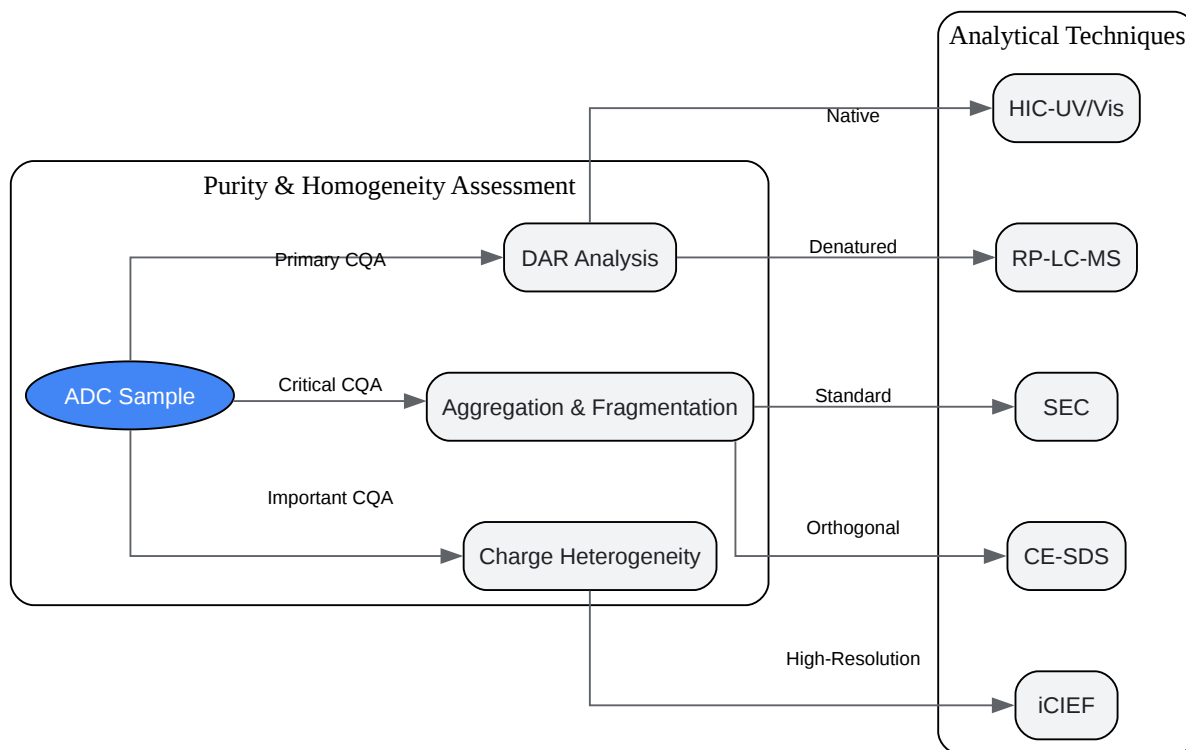 Analytical Techniques
HIC-UV/Vis
Native
Purity & Homogeneity Assessment
Primary CQA
DAR Analysis
Denatured
RP-LC-MS
ADC Sample
Critical CQA
Aggregation & Fragmentation
Standard
SEC
Important CQA
Charge Heterogeneity
Orthogonal
CE-SDS
High-Resolution
iCIEF